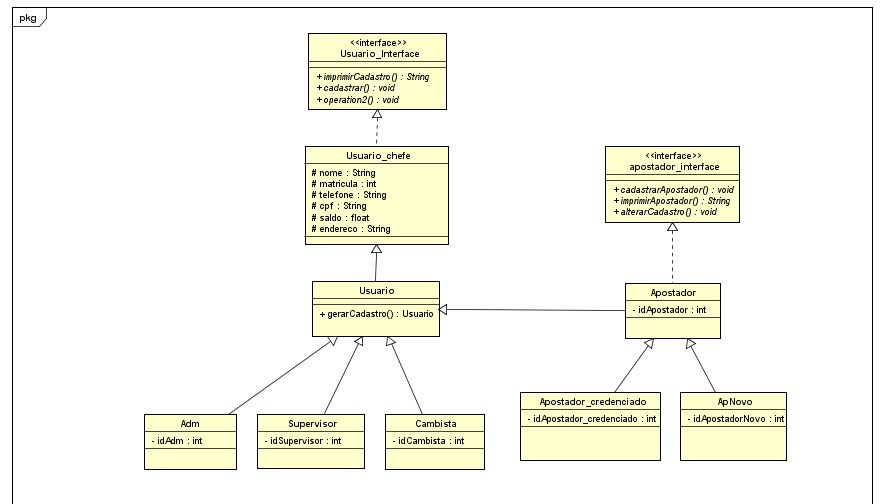 pkg
<<interface>>
Usuario_Interface
+ imprimirCadastro() : String
+ cadastrar() : void
+ operation2() : void
Usuario_chefe
# nome : String
# matricula : int
# telefone : String
# cpf : String
# saldo : float
# endereco : String
<<interface>>
apostador_interface
+ cadastrarApostador() : void
+ imprimirApostador() : String
+ alterarCadastro() : void
Usuario
+ gerarCadastro() : Usuario
Apostador
- idApostador : int
Adm
- idAdm : int
Supervisor
- idSupervisor : int
Cambista
- idCambista : int
Apostador_credenciado
- idApostador_credenciado : int
ApNovo
- idApostadorNovo : int